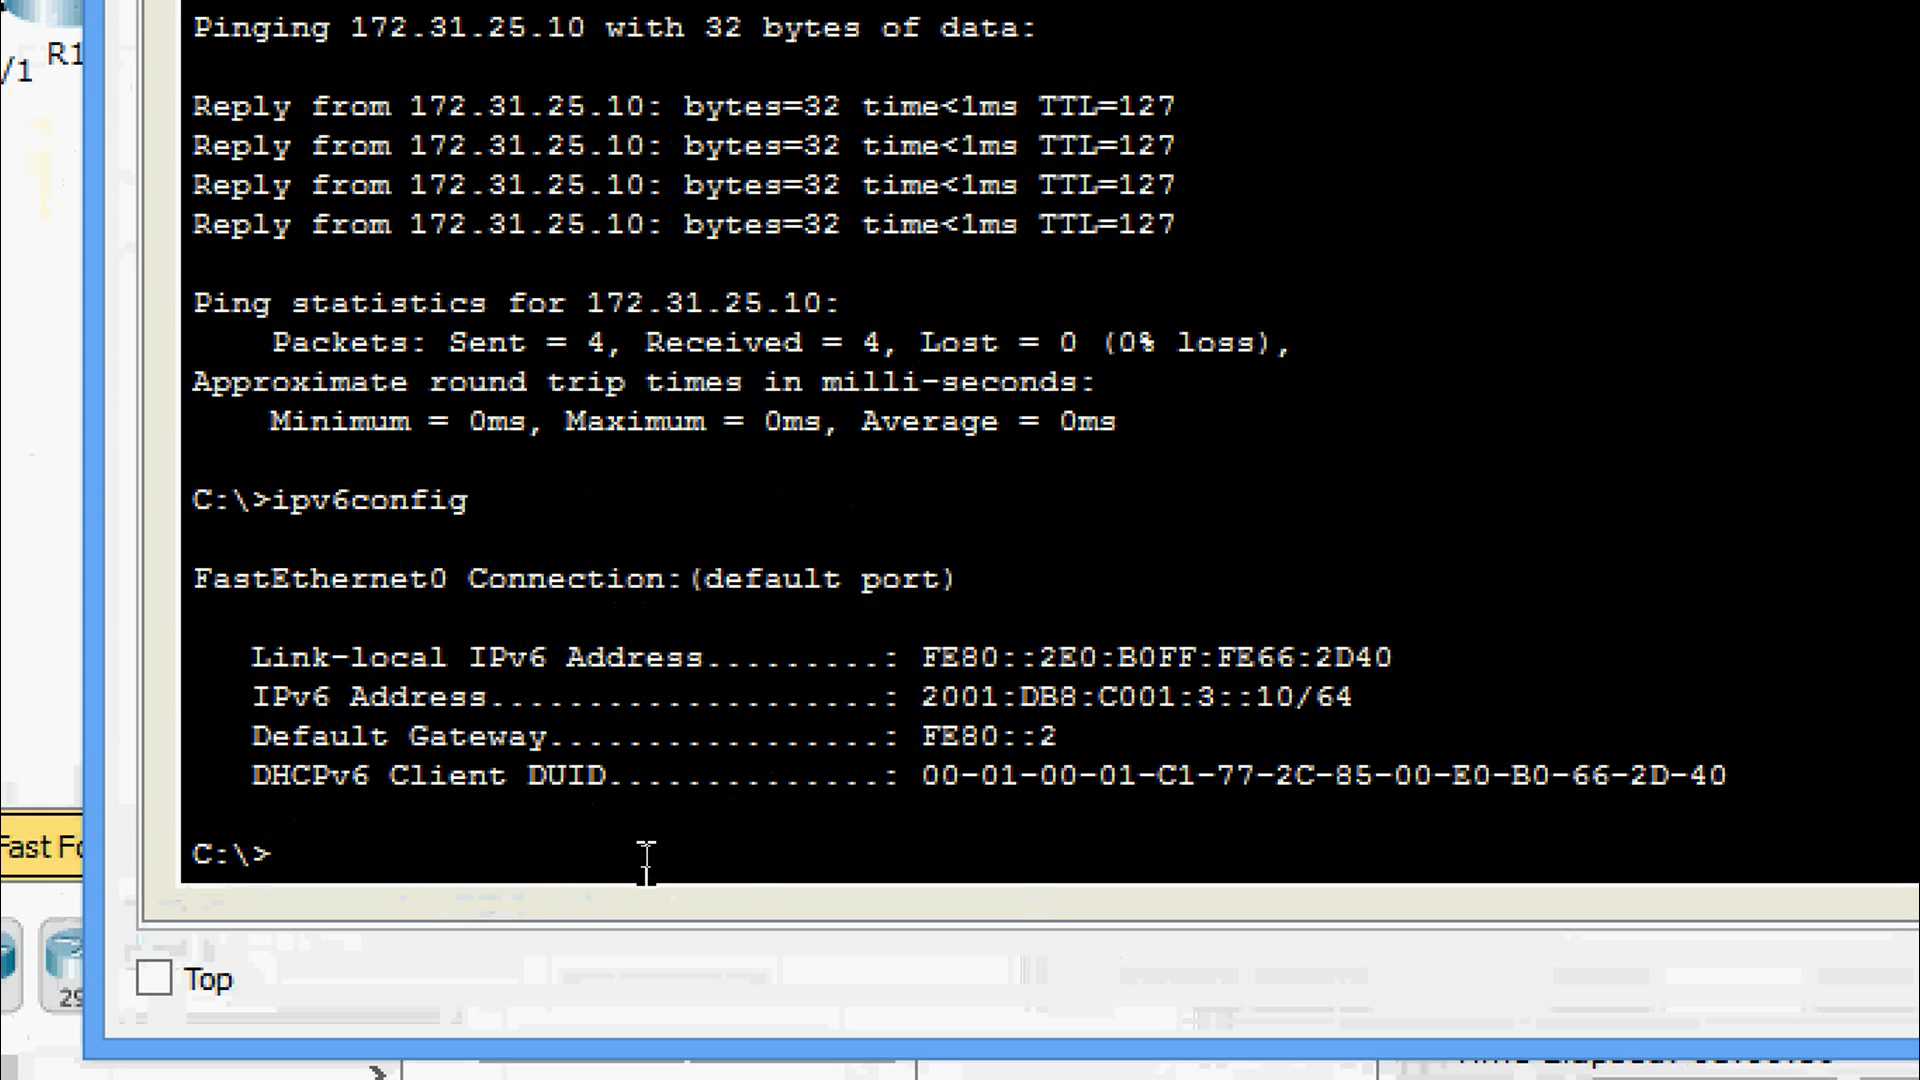 R1
/1
Pinging 172.31.25.10 with 32 bytes of data:
Reply from 172.31.25.10: bytes=32 time<1ms TTL=127
Reply from 172.31.25.10: bytes=32 time<1ms TTL=127
Reply from 172.31.25.10: bytes=32 time<1ms TTL=127
Reply from 172.31.25.10: bytes=32 time<1ms TTL=127
Ping statistics for 172.31.25.10:
Packets: Sent = 4, Received = 4, Lost = 0 (0% loss),
Approximate round trip times in milli-seconds:
Minimum = 0ms, Maximum = 0ms, Average = 0ms
C:\>ipv6config
FastEthernet0 Connection:(default port)
Link-local IPv6 Address.........: FE80::2E0:B0FF:FE66:2D40
IPv6 Address....................: 2001:DB8:C001:3::10/64
Default Gateway.................: FE80::2
DHCPv6 Client DUID..............: 00-01-00-01-C1-77-2C-85-00-E0-B0-66-2D-40
Fast Fo
C:\>
Top
29